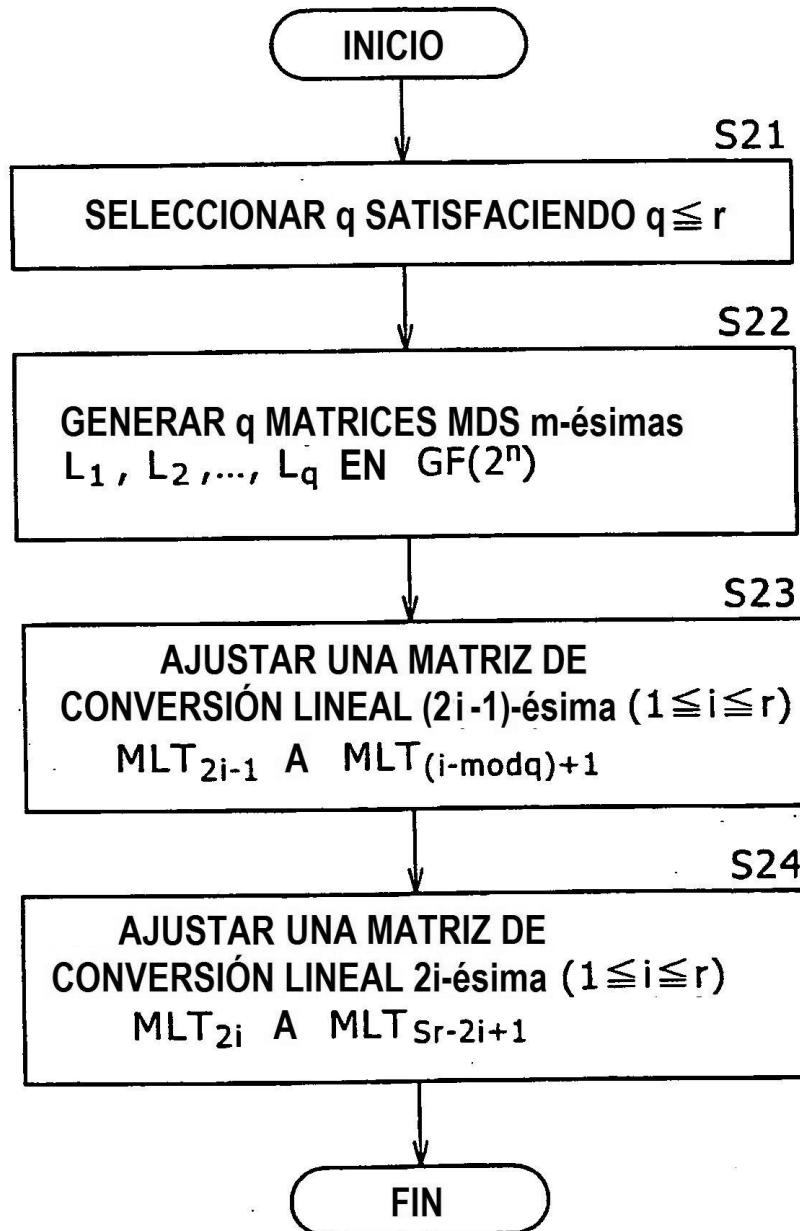 INICIO
S21
SELECCIONAR q SATISFACIENDO q ≦ r
S22
GENERAR q MATRICES MDS m-ésimas
L₁ , L₂ ,..., L_q EN GF(2ⁿ)
S23
AJUSTAR UNA MATRIZ DE
CONVERSIÓN LINEAL (2i-1)-ésima (1≦i≦r)
MLT₂ᵢ₋₁ A MLT₍ᵢ₋modq₎₊₁
S24
AJUSTAR UNA MATRIZ DE
CONVERSIÓN LINEAL 2i-ésima (1≦i≦r)
MLT₂ᵢ A MLT_Sr-2i+1
FIN